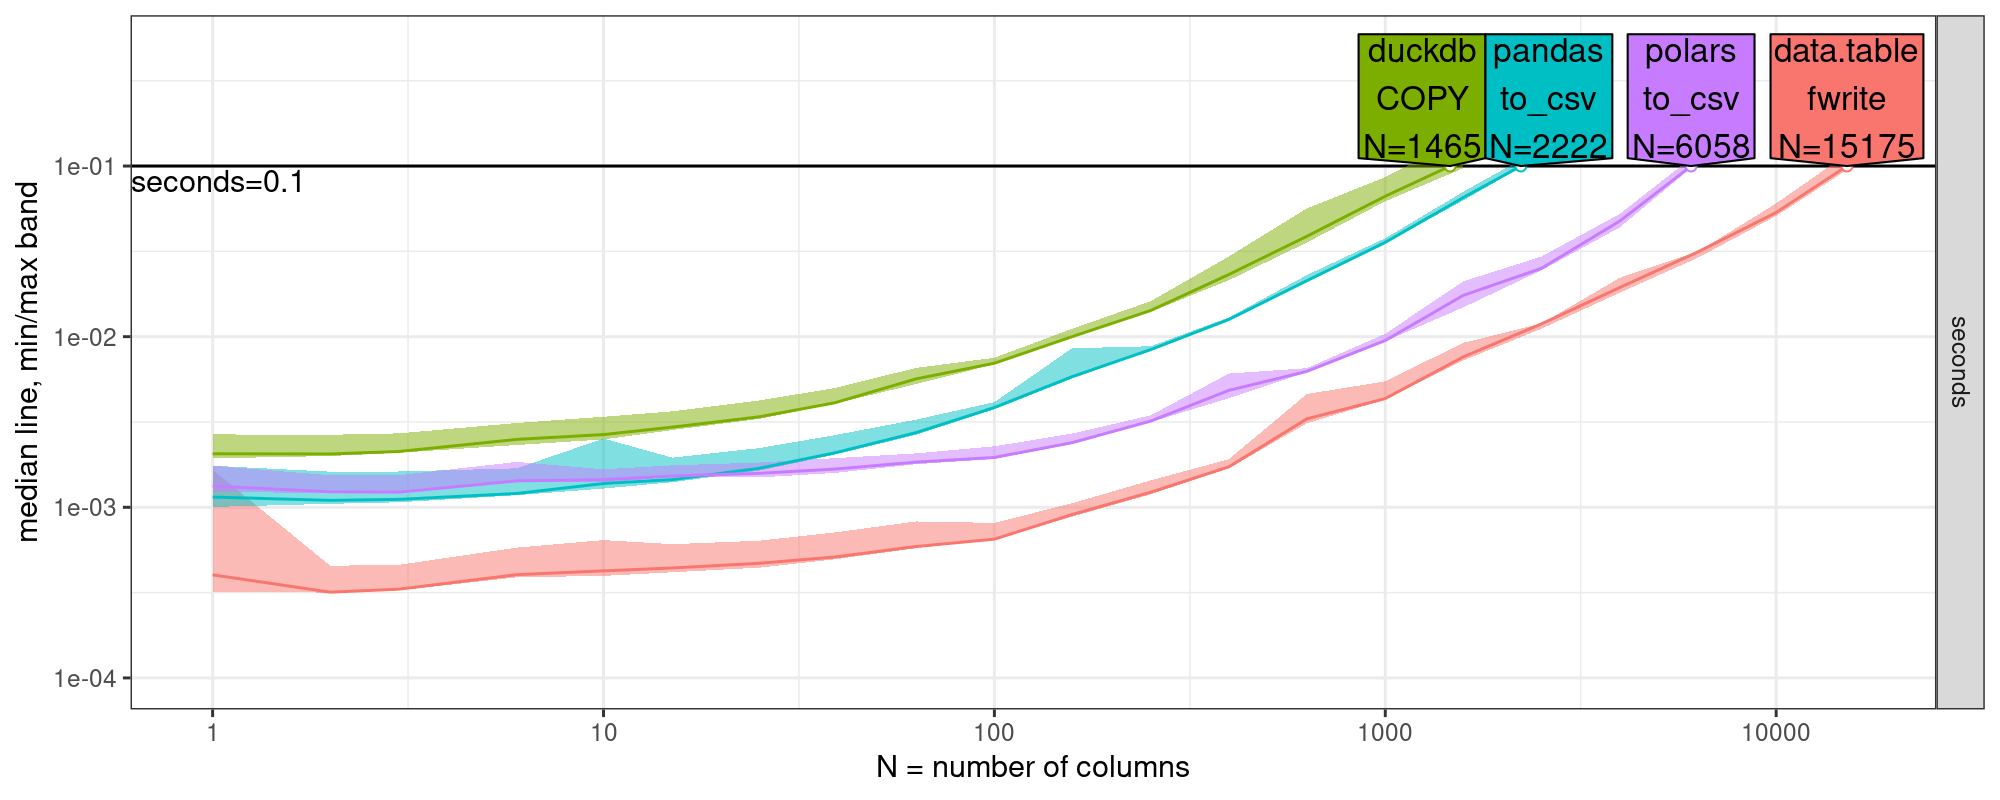 duckdb
COPY
N=1465
pandas
to_csv
N=2222
polars
to_csv
N=6058
data.table
fwrite
N=15175
1e-01
seconds=0.1
1e-02
1e-03
1e-04
median line, min/max band
seconds
1
10
100
1000
10000
N = number of columns